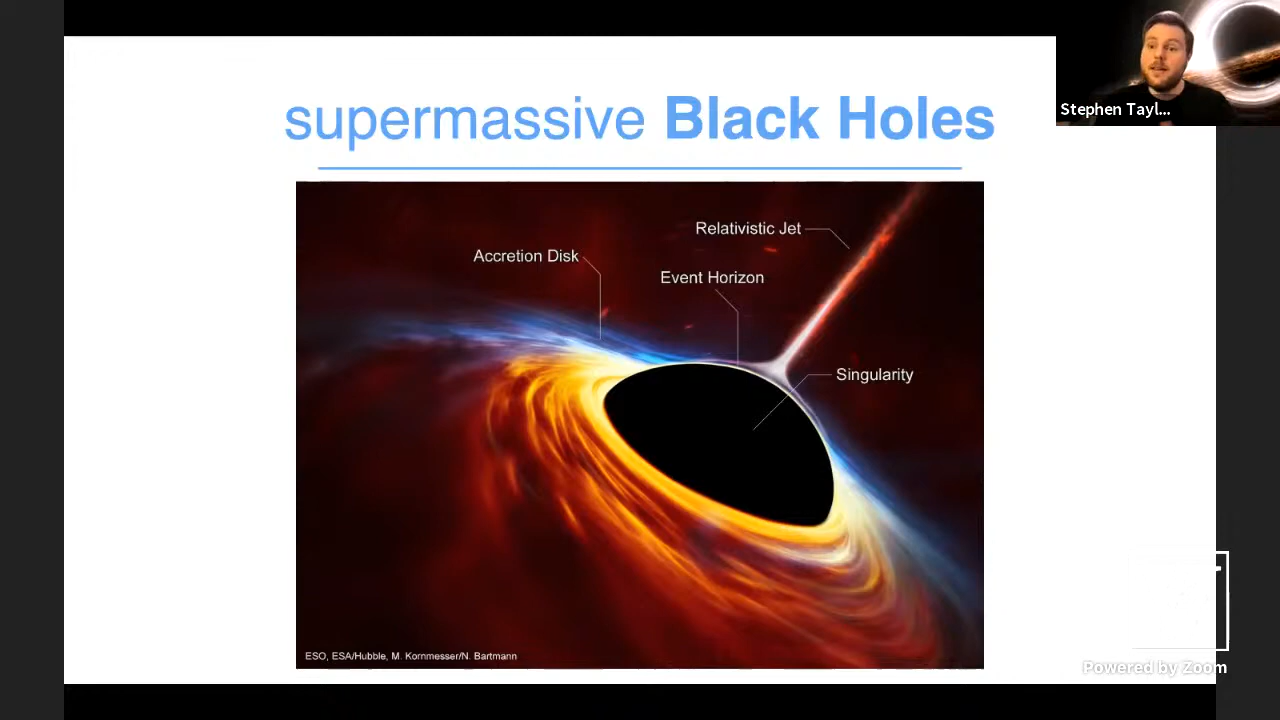 supermassive Black Holes
Stephen Tayl...
Relativistic Jet
Accretion Disk
Event Horizon
Singularity
ESO, ESA/Hubble, M. Kornmesser/N. Bartmann
Powered by Zoom